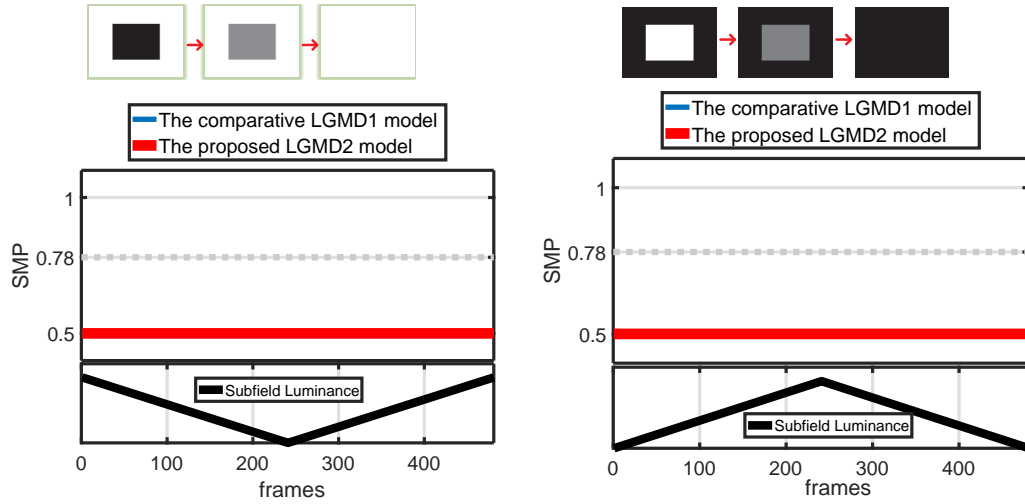 The comparative LGMD1 model
The proposed LGMD2 model
1
0.78
0.5
SMP
Subfield Luminance
0 100 200 300 400
frames
The comparative LGMD1 model
The proposed LGMD2 model
1
0.78
0.5
SMP
Subfield Luminance
0 100 200 300 400
frames